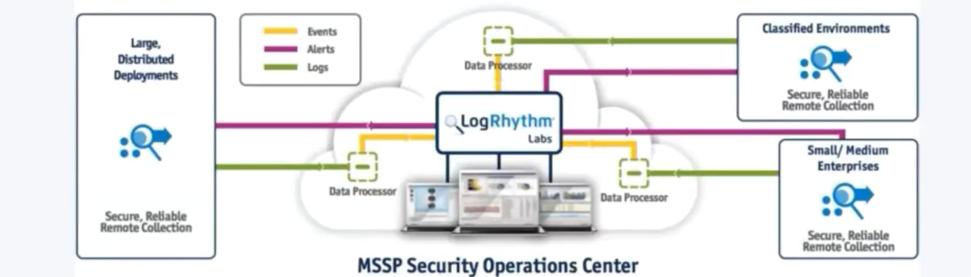 Large,
Distributed
Deployments
Secure, Reliable
Remote Collection
Events
Alerts
Logs
Data Processor
LogRhythm
Labs
Data Processor
Data Processor
Classified Environments
Secure, Reliable
Remote Collection
Small/ Medium
Enterprises
Secure, Reliable
Remote Collection
MSSP Security Operations Center